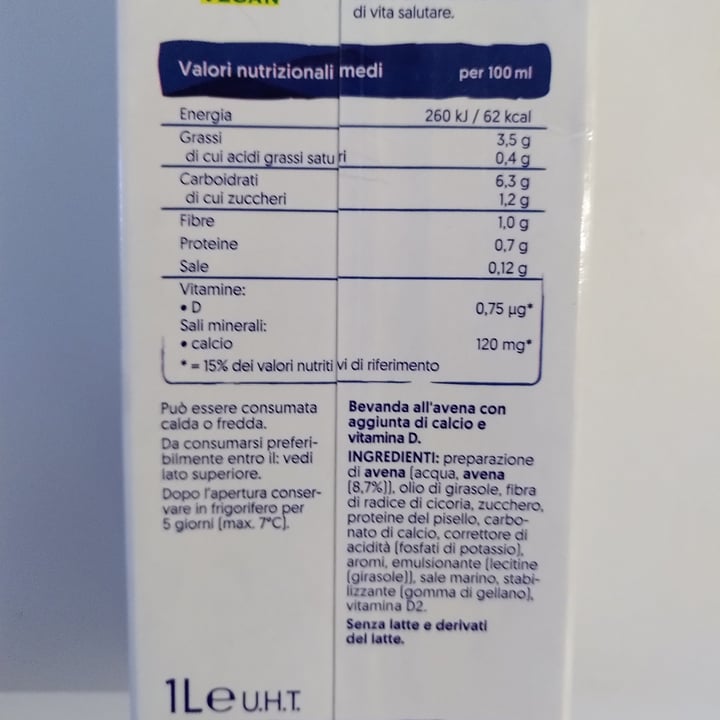 VEGAN
di vita salutare.
Valori nutrizionali medi per 100 ml
Energia 260 kJ / 62 kcal
Grassi 3,5 g
di cui acidi grassi saturi 0,4 g
Carboidrati 6,3 g
di cui zuccheri 1,2 g
Fibre 1,0 g
Proteine 0,7 g
Sale 0,12 g
Vitamine:
• D 0,75 µg*
Sali minerali:
• calcio 120 mg*
* = 15% dei valori nutritivi di riferimento
Può essere consumata
calda o fredda.
Da consumarsi preferi-
bilmente entro il: vedi
lato superiore.
Dopo l'apertura conser-
vare in frigorifero per
5 giorni (max. 7°C).
Bevanda all'avena con
aggiunta di calcio e
vitamina D.
INGREDIENTI: preparazione
di avena (acqua, avena
(8,7%)), olio di girasole, fibra
di radice di cicoria, zucchero,
proteine del pisello, carbo-
nato di calcio, correttore di
acidità (fosfati di potassio),
aromi, emulsionante (lecitine
(girasole)), sale marino, stabi-
lizzante (gomma di gellano),
vitamina D2.
Senza latte e derivati
del latte.
1L e U.H.T.